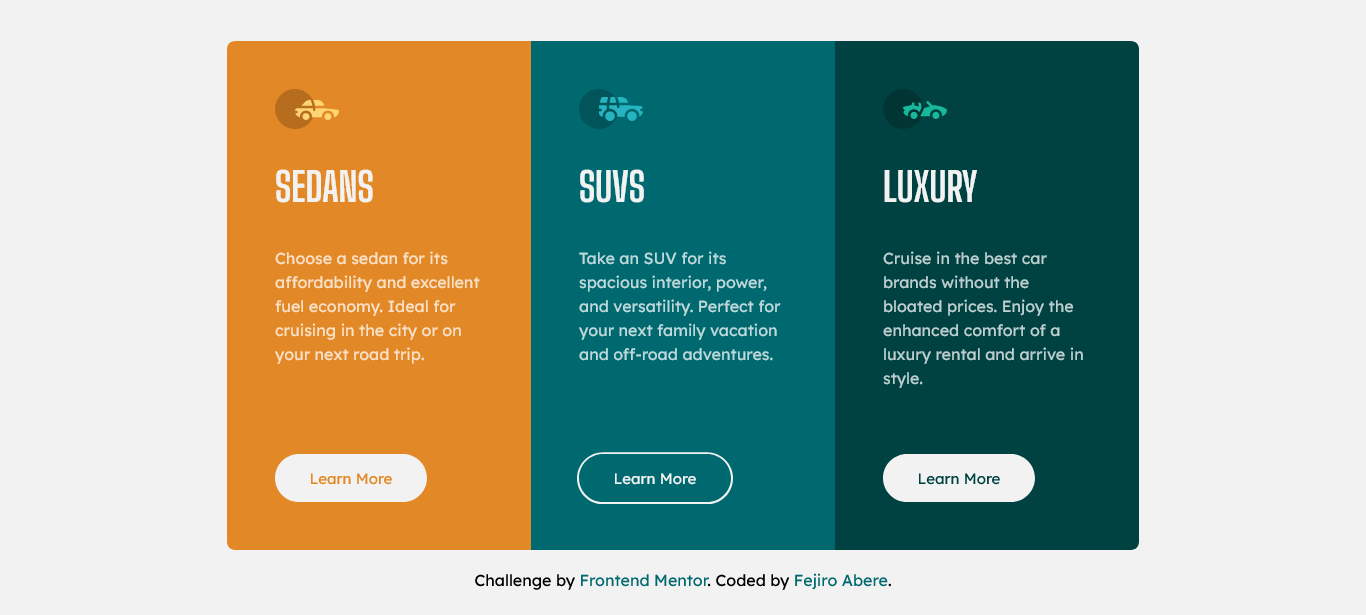 SEDANS
Choose a sedan for its
affordability and excellent
fuel economy. Ideal for
cruising in the city or on
your next road trip.
Learn More
SUVS
Take an SUV for its
spacious interior, power,
and versatility. Perfect for
your next family vacation
and off-road adventures.
Learn More
LUXURY
Cruise in the best car
brands without the
bloated prices. Enjoy the
enhanced comfort of a
luxury rental and arrive in
style.
Learn More
Challenge by Frontend Mentor. Coded by Fejiro Abere.